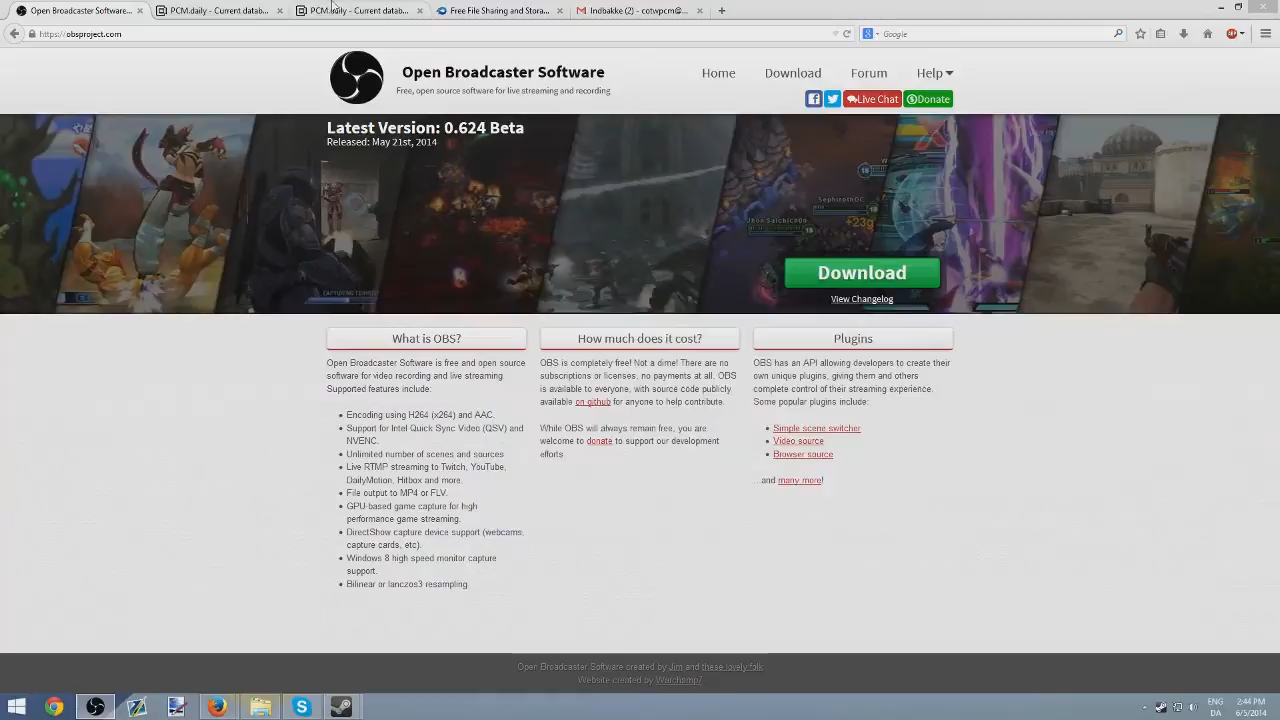 Open Broadcaster Software...
PCM.daily - Current datab...
PCM.daily - Current datab...
Free File Sharing and Stora...
Indbakke (2) - cotwpcm@...
https://obsproject.com
Google
Open Broadcaster Software
Free, open source software for live streaming and recording
Home
Download
Forum
Help
Live Chat
Donate
Latest Version: 0.624 Beta
Released: May 21st, 2014
SephirothOC
+23g
CAPTURING TEMPLE
Download
View Changelog
What is OBS?
Open Broadcaster Software is free and open source
software for video recording and live streaming.
Supported features include:
Encoding using H264 (x264) and AAC.
Support for Intel Quick Sync Video (QSV) and
NVENC.
Unlimited number of scenes and sources
Live RTMP streaming to Twitch, YouTube,
DailyMotion, Hitbox and more.
File output to MP4 or FLV.
GPU-based game capture for high
performance game streaming.
DirectShow capture device support (webcams,
capture cards, etc).
Windows 8 high speed monitor capture
support.
Bilinear or lanczos3 resampling.
How much does it cost?
OBS is completely free! Not a dime! There are no
subscriptions or licenses, no payments at all. OBS
is available to everyone, with source code publicly
available on github for anyone to help contribute.
While OBS will always remain free, you are
welcome to donate to support our development
efforts.
Plugins
OBS has an API allowing developers to create their
own unique plugins, giving them and others
complete control of their streaming experience.
Some popular plugins include:
Simple scene switcher
Video source
Browser source
...and many more!
Open Broadcaster Software created by Jim and these lovely folk
Website created by Warchamp7
ENG
DA
2:44 PM
6/5/2014